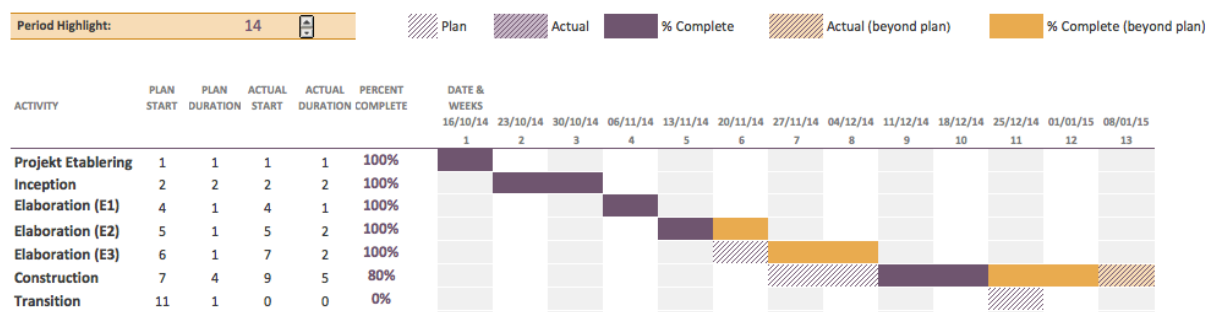 Period Highlight: 14 Plan Actual % Complete Actual (beyond plan) % Complete (beyond plan)
PLAN PLAN ACTUAL ACTUAL PERCENT DATE &
ACTIVITY START DURATION START DURATION COMPLETE WEEKS
16/10/14 23/10/14 30/10/14 06/11/14 13/11/14 20/11/14 27/11/14 04/12/14 11/12/14 18/12/14 25/12/14 01/01/15 08/01/15
1 2 3 4 5 6 7 8 9 10 11 12 13
Projekt Etablering 1 1 1 1 100%
Inception 2 2 2 2 100%
Elaboration (E1) 4 1 4 1 100%
Elaboration (E2) 5 1 5 2 100%
Elaboration (E3) 6 1 7 2 100%
Construction 7 4 9 5 80%
Transition 11 1 0 0 0%